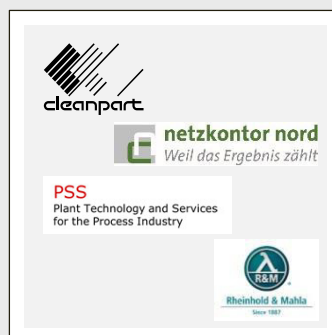 cleanpart
netzkontor nord
Weil das Ergebnis zählt
PSS
Plant Technology and Services
for the Process Industry
R&M
Rheinhold & Mahla
Since 1887